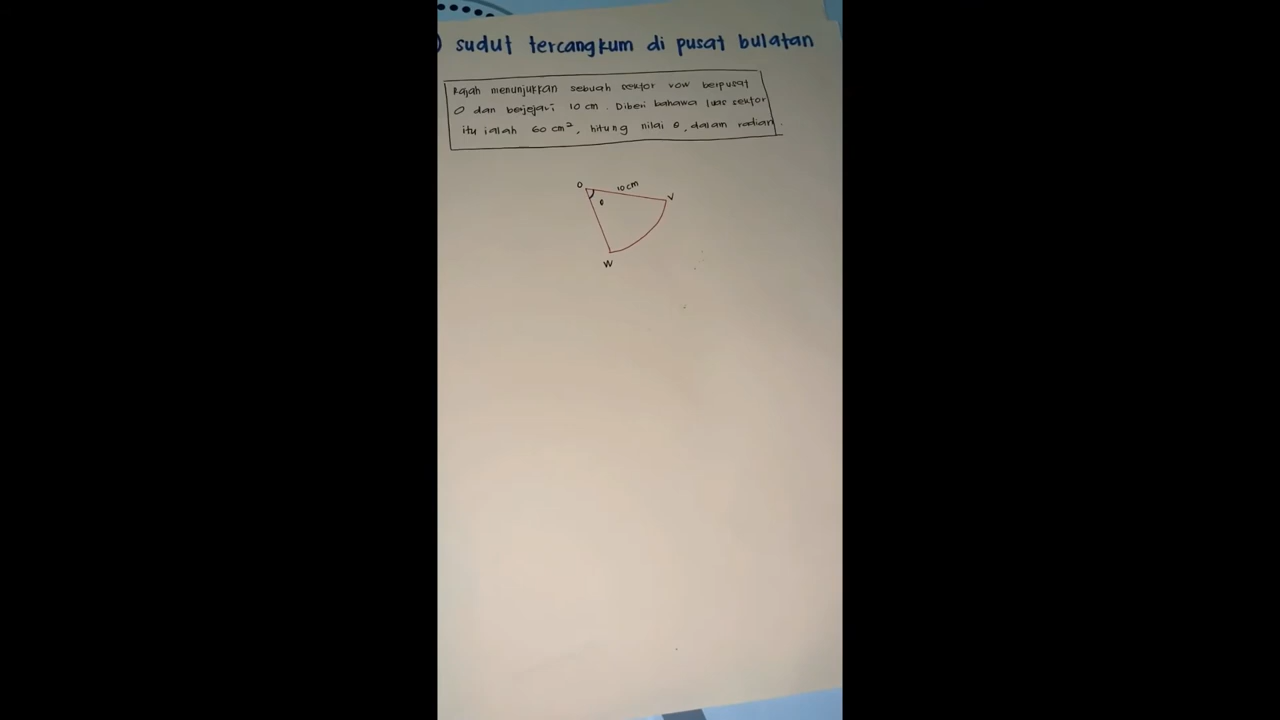 ) sudut tercangkum di pusat bulatan
Rajah menunjukkan sebuah sektor VOW berpusat
O dan berjejari 10 cm. Diberi bahawa luas sektor
itu ialah 60 cm², hitung nilai θ, dalam radian.
O
10 cm
V
θ
W